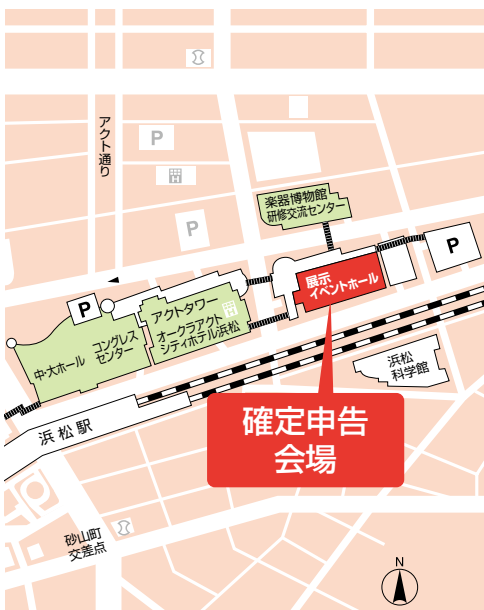 アクト通り
P
P
楽器博物館
研修交流センター
P
展示
イベントホール
P
アクトタワー
オークラアクト
シティホテル浜松
コングレス
センター
中・大ホール
浜松
科学館
確定申告
会場
浜松駅
砂山町
交差点
N